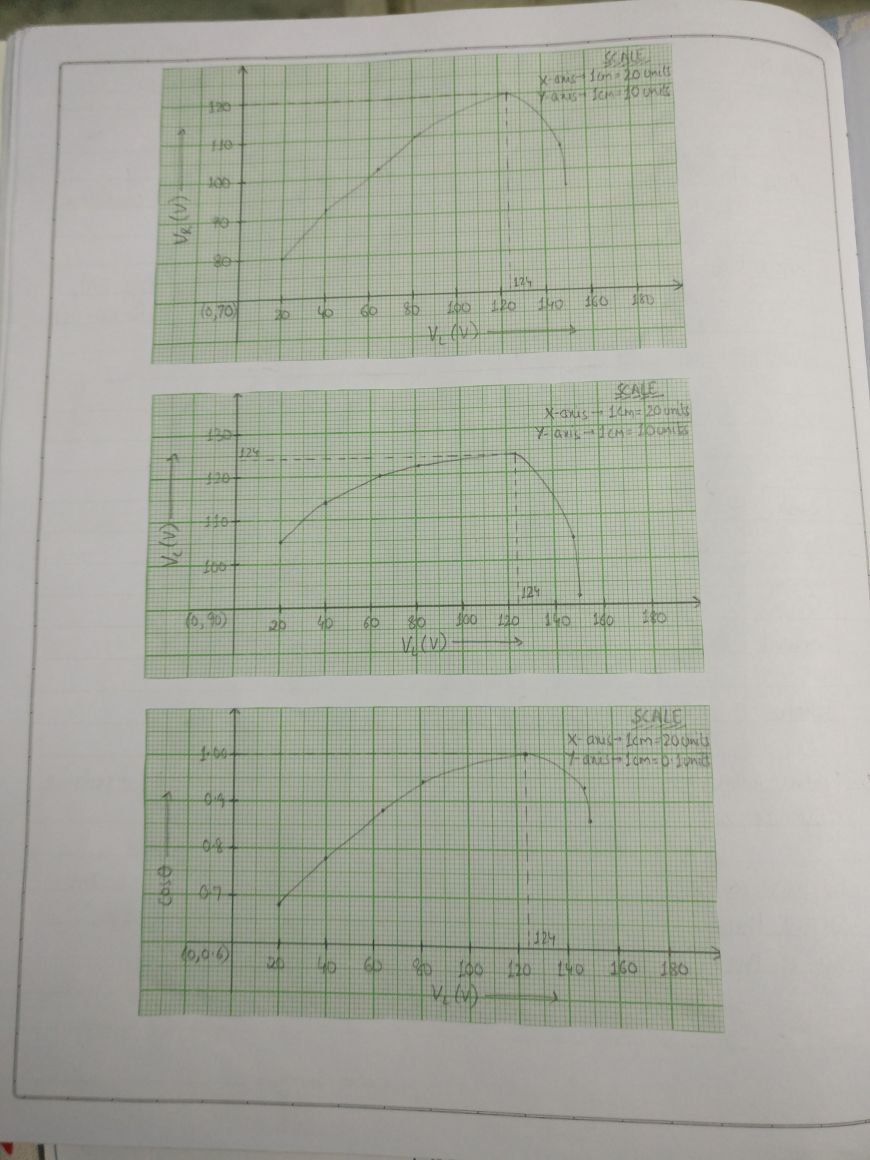 SCALE
X-axis → 1cm = 20 units
Y-axis → 1cm = 10 units
120
110
100
90
80
V_R (V) →
(0,70)
20 40 60 80 100 120 140 160 180
124
V_L (V) →
SCALE
X-axis → 1cm = 20 units
Y-axis → 1cm = 10 units
130
124
120
110
100
V_C (V) →
(0,90)
20 40 60 80 100 120 140 160 180
124
V_L (V) →
SCALE
X-axis → 1cm = 20 units
Y-axis → 1cm = 0.1 units
1.00
0.9
0.8
0.7
cosθ →
(0,0.6)
20 40 60 80 100 120 140 160 180
124
V_L (V) →